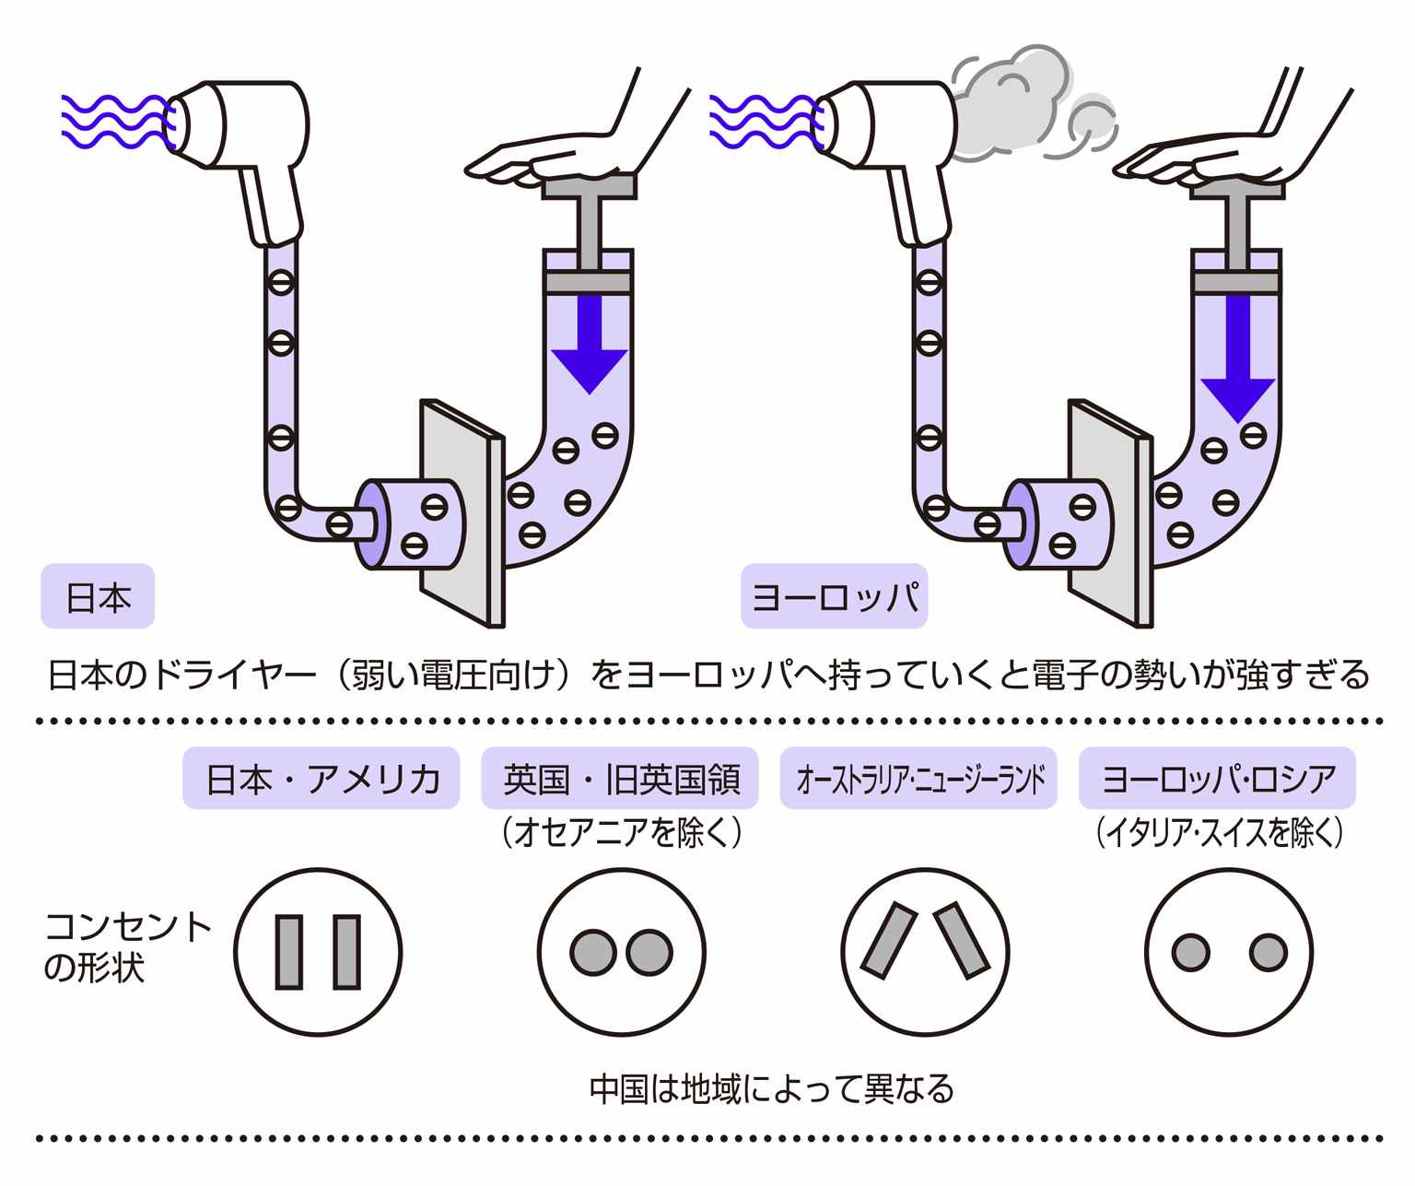 日本
ヨーロッパ
日本のドライヤー（弱い電圧向け）をヨーロッパへ持っていくと電子の勢いが強すぎる
日本・アメリカ
英国・旧英国領
（オセアニアを除く）
オーストラリア・ニュージーランド
ヨーロッパ・ロシア
（イタリア・スイスを除く）
コンセント
の形状
中国は地域によって異なる